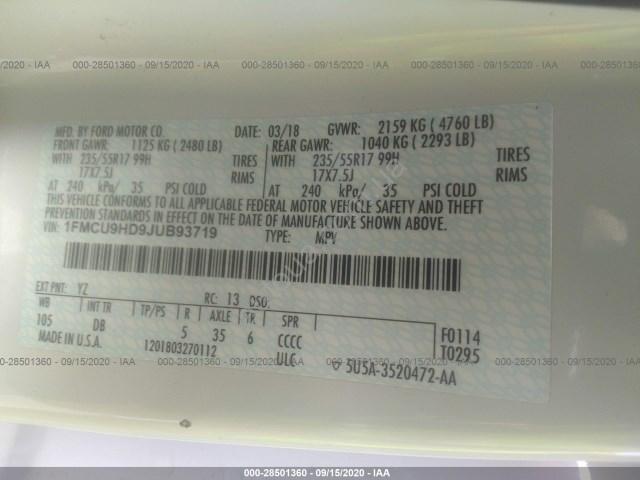 000-28501360 - 09/15/2020 - IAA
MFD. BY FORD MOTOR CO.
DATE: 03/18 GVWR: 2159 KG ( 4760 LB)
FRONT GAWR: 1125 KG ( 2480 LB)
REAR GAWR: 1040 KG ( 2293 LB)
WITH 235/55R17 99H TIRES
WITH 235/55R17 99H TIRES
17X7.5J RIMS
17X7.5J RIMS
AT 240 kPa/ 35 PSI COLD
AT 240 kPa/ 35 PSI COLD
THIS VEHICLE CONFORMS TO ALL APPLICABLE FEDERAL MOTOR VEHICLE SAFETY AND THEFT
PREVENTION STANDARDS IN EFFECT ON THE DATE OF MANUFACTURE SHOWN ABOVE.
VIN: 1FMCU9HD9JUB93719
TYPE: MPV
EXT PNT: YZ RC: 13 DSO:
WB INT TR TP/PS R AXLE TR SPR
105 DB 5 35 6 CCCC
F0114
T0295
MADE IN U.S.A. 1201803270112 ULC
5U5A-3520472-AA
000-28501360 - 09/15/2020 - IAA
000-28501360 - 09/15/2020 - IAA